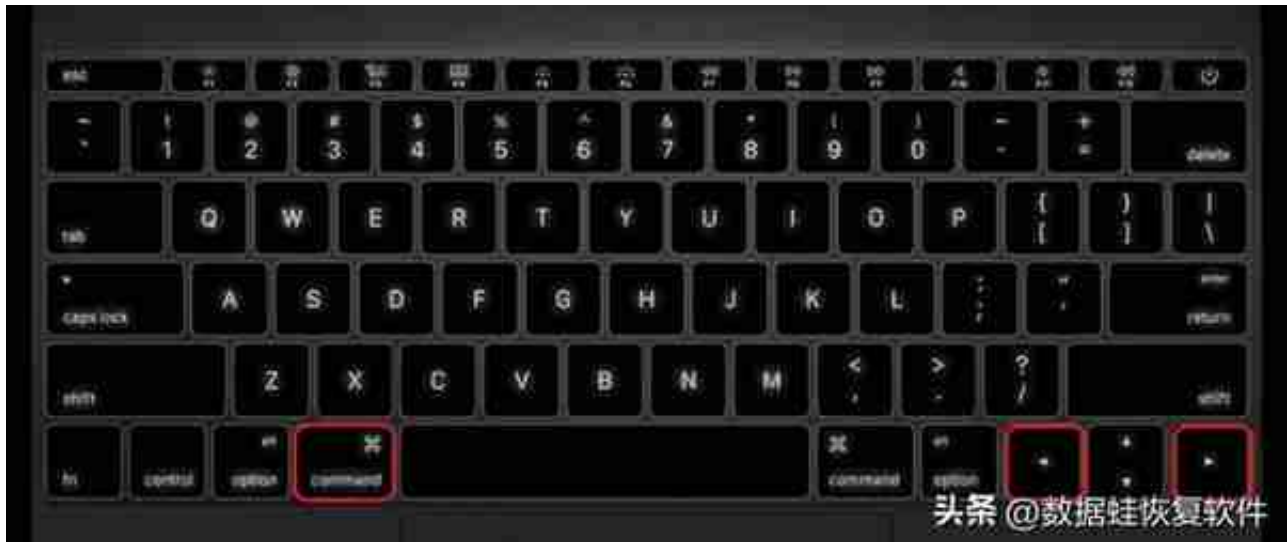 esc
~ ! @ # $ % ^ & * ( ) — +
` 1 2 3 4 5 6 7 8 9 0 - = delete
tab Q W E R T Y U I O P { } |
[ ] \
caps lock A S D F G H J K L : " enter
; ' return
shift Z X C V B N M < > ? shift
, . /
fn control option ⌘ command ⌘ command option ◀ ▲ ▼ ▶
头条 @数据蛙恢复软件